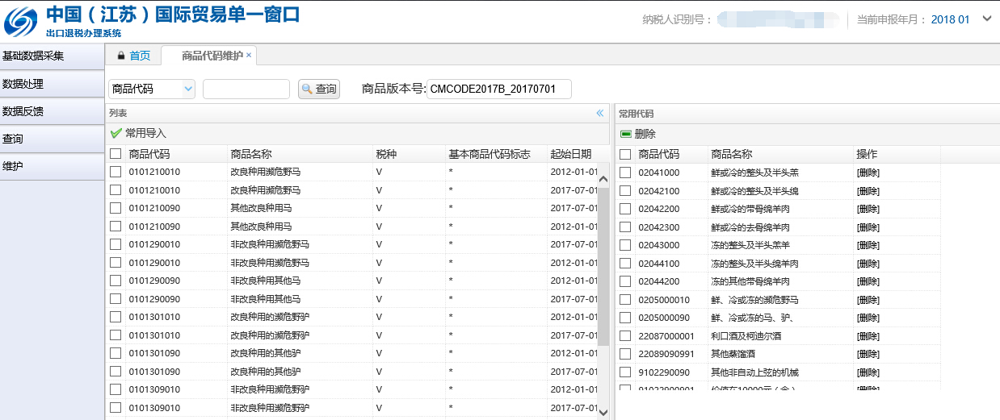 中国（江苏）国际贸易单一窗口
出口退税办理系统
纳税人识别号：
当前申报年月： 2018 01
基础数据采集
数据处理
数据反馈
查询
维护
首页 商品代码维护 ×
商品代码 查询 商品版本号: CMCODE2017B_20170701
列表
常用导入
商品代码 商品名称 税种 基本商品代码标志 起始日期
0101210010 改良种用濒危野马 V * 2012-01-01
0101210010 改良种用濒危野马 V * 2017-07-01
0101210090 其他改良种用马 V * 2017-07-01
0101210090 其他改良种用马 V * 2012-01-01
0101290010 非改良种用濒危野马 V * 2017-07-01
0101290010 非改良种用濒危野马 V * 2012-01-01
0101290090 非改良种用其他马 V * 2012-01-01
0101290090 非改良种用其他马 V * 2017-07-01
0101301010 改良种用的濒危野驴 V * 2012-01-01
0101301010 改良种用的濒危野驴 V * 2017-07-01
0101301090 改良种用的其他驴 V * 2012-01-01
0101301090 改良种用的其他驴 V * 2017-07-01
0101309010 非改良种用濒危野驴 V * 2012-01-01
0101309010 非改良种用濒危野驴 V * 2017-07-01
常用代码
删除
商品代码 商品名称 操作
02041000 鲜或冷的整头及半头羔 [删除]
02042100 鲜或冷的整头及半头绵 [删除]
02042200 鲜或冷的带骨绵羊肉 [删除]
02042300 鲜或冷的去骨绵羊肉 [删除]
02043000 冻的整头及半头羔羊 [删除]
02044100 冻的整头及半头绵羊肉 [删除]
02044200 冻的其他带骨绵羊肉 [删除]
0205000010 鲜、冷或冻的濒危野马 [删除]
0205000090 鲜、冷或冻的马、驴、 [删除]
22087000001 利口酒及柯迪尔酒 [删除]
22089090991 其他蒸馏酒 [删除]
9102290090 其他非自动上弦的机械 [删除]
价值在10000元（含） [删除]